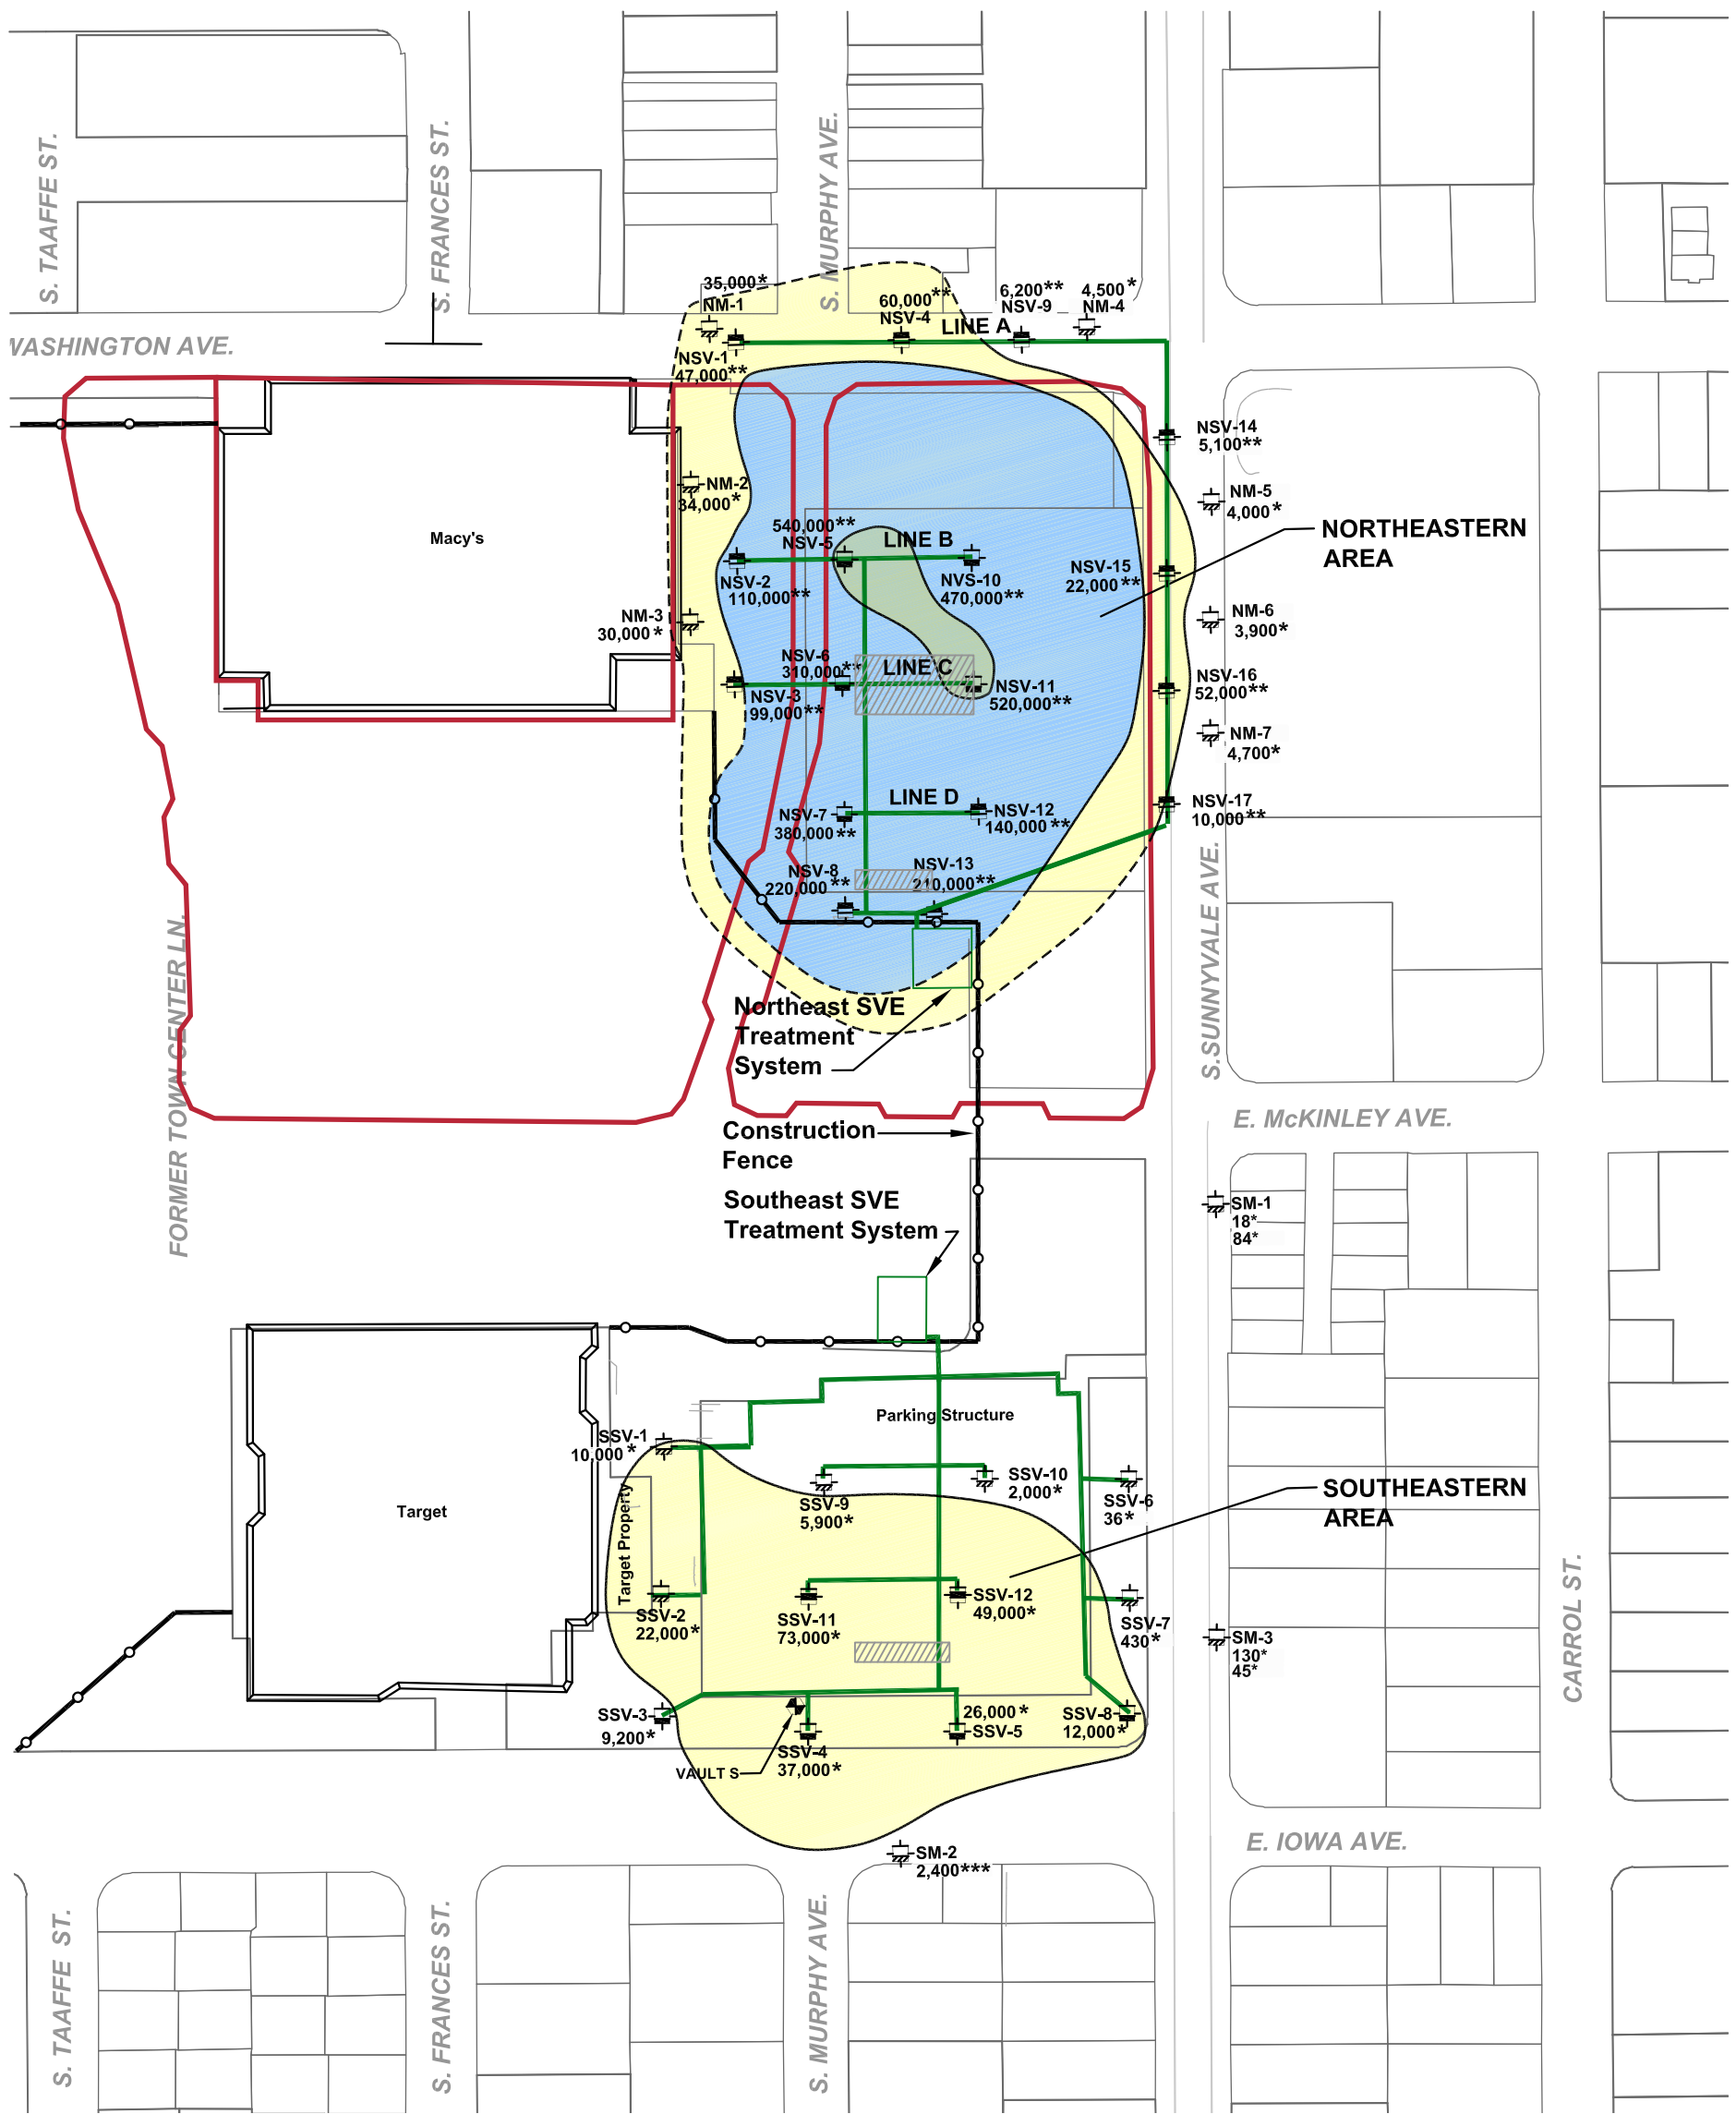 S. TAAFFE ST.
S. FRANCES ST.
S. MURPHY AVE.
WASHINGTON AVE.
35,000*
NM-1
60,000**
NSV-4
6,200**
NSV-9
4,500*
NM-4
LINE A
NSV-1
47,000**
NSV-14
5,100**
NM-2
34,000*
NM-5
4,000*
Macy's
540,000**
NSV-5
LINE B
NORTHEASTERN
AREA
NSV-2
110,000**
NVS-10
470,000**
NSV-15
22,000**
NM-3
30,000*
NM-6
3,900*
NSV-6
310,000**
LINE C
NSV-3
99,000**
NSV-11
520,000**
NSV-16
52,000**
NM-7
4,700*
NSV-7
380,000**
LINE D
NSV-12
140,000**
NSV-17
10,000**
NSV-8
220,000**
NSV-13
210,000**
S.SUNNYVALE AVE.
FORMER TOWN CENTER LN.
Northeast SVE
Treatment
System
E. McKINLEY AVE.
Construction
Fence
Southeast SVE
Treatment System
SM-1
18*
84*
Parking Structure
SSV-1
10,000*
SSV-9
5,900*
SSV-10
2,000*
SSV-6
36*
SOUTHEASTERN
AREA
Target
Target Property
SSV-2
22,000*
SSV-11
73,000*
SSV-12
49,000*
SSV-7
430*
SM-3
130*
45*
CARROL ST.
SSV-3
9,200*
VAULT S
SSV-4
37,000*
26,000*
SSV-5
SSV-8
12,000*
E. IOWA AVE.
SM-2
2,400***
S. TAAFFE ST.
S. FRANCES ST.
S. MURPHY AVE.